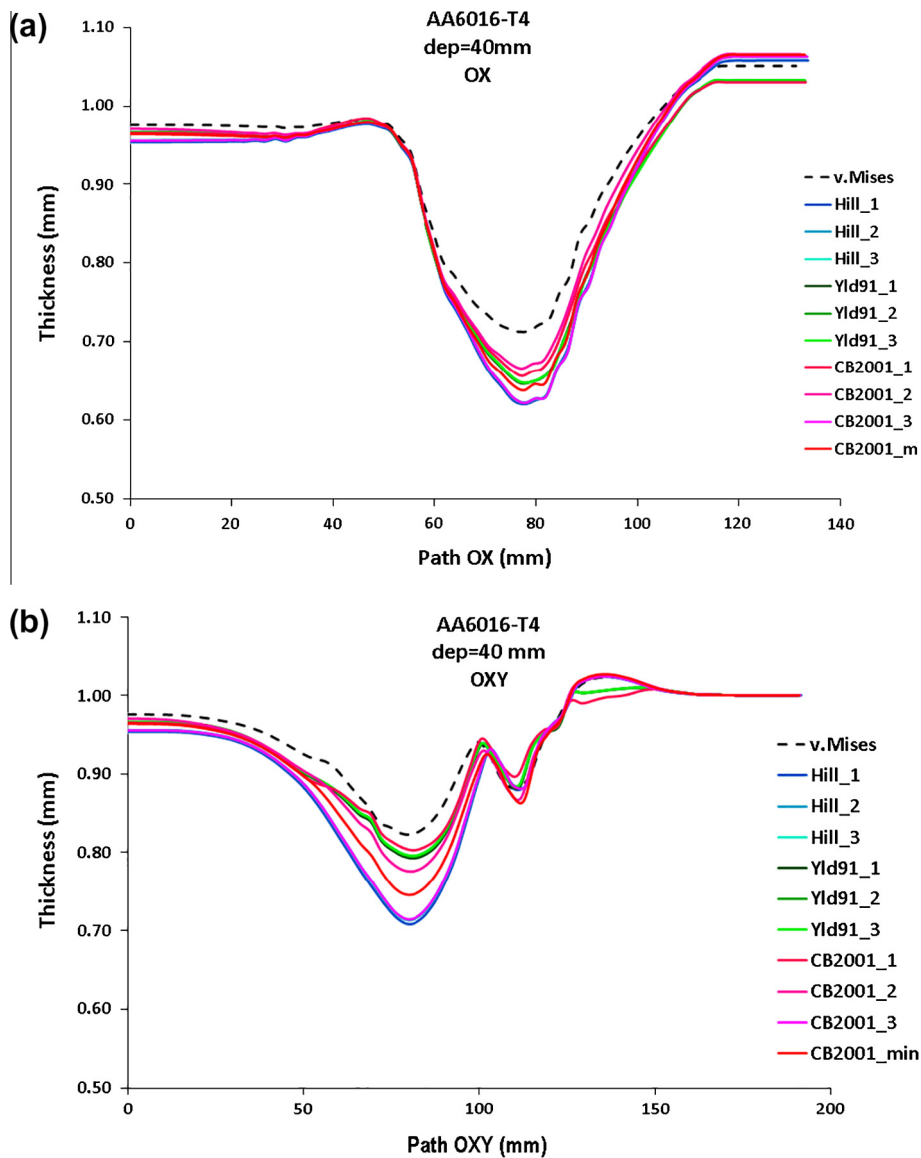 (a)
AA6016-T4
dep=40mm
OX
1.10
1.00
0.90
0.80
0.70
0.60
0.50
Thickness (mm)
0 20 40 60 80 100 120 140
Path OX (mm)
v.Mises
Hill_1
Hill_2
Hill_3
Yld91_1
Yld91_2
Yld91_3
CB2001_1
CB2001_2
CB2001_3
CB2001_m
(b)
AA6016-T4
dep=40 mm
OXY
1.10
1.00
0.90
0.80
0.70
0.60
0.50
Thickness (mm)
0 50 100 150 200
Path OXY (mm)
v.Mises
Hill_1
Hill_2
Hill_3
Yld91_1
Yld91_2
Yld91_3
CB2001_1
CB2001_2
CB2001_3
CB2001_min